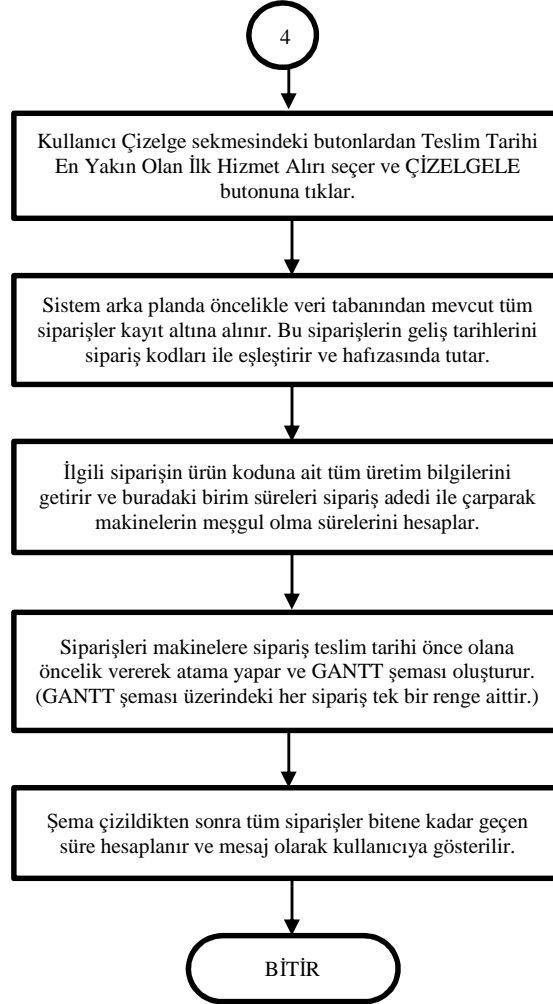 4
Kullanıcı Çizelge sekmesindeki butonlardan Teslim Tarihi
En Yakın Olan İlk Hizmet Alırı seçer ve ÇİZELGELE
butonuna tıklar.
Sistem arka planda öncelikle veri tabanından mevcut tüm
siparişler kayıt altına alınır. Bu siparişlerin geliş tarihlerini
sipariş kodları ile eşleştirir ve hafızasında tutar.
İlgili siparişin ürün koduna ait tüm üretim bilgilerini
getirir ve buradaki birim süreleri sipariş adedi ile çarparak
makinelerin meşgul olma sürelerini hesaplar.
Siparişleri makinelere sipariş teslim tarihi önce olana
öncelik vererek atama yapar ve GANTT şeması oluşturur.
(GANTT şeması üzerindeki her sipariş tek bir renge aittir.)
Şema çizildikten sonra tüm siparişler bitene kadar geçen
süre hesaplanır ve mesaj olarak kullanıcıya gösterilir.
BİTİR